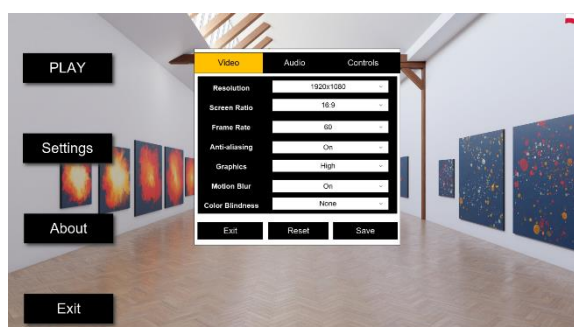 PLAY
Settings
About
Exit
Video Audio Controls
Resolution 1920x1080
Screen Ratio 16:9
Frame Rate 60
Anti-aliasing On
Graphics High
Motion Blur On
Color Blindness None
Exit Reset Save